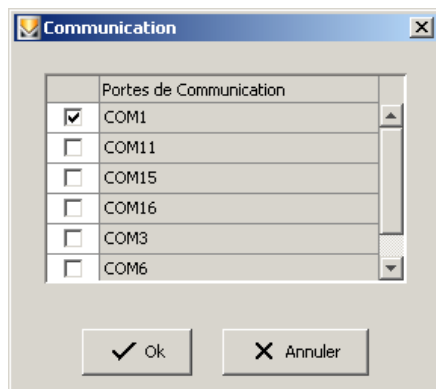 Communication
Portes de Communication
COM1
COM11
COM15
COM16
COM3
COM6
Ok
Annuler